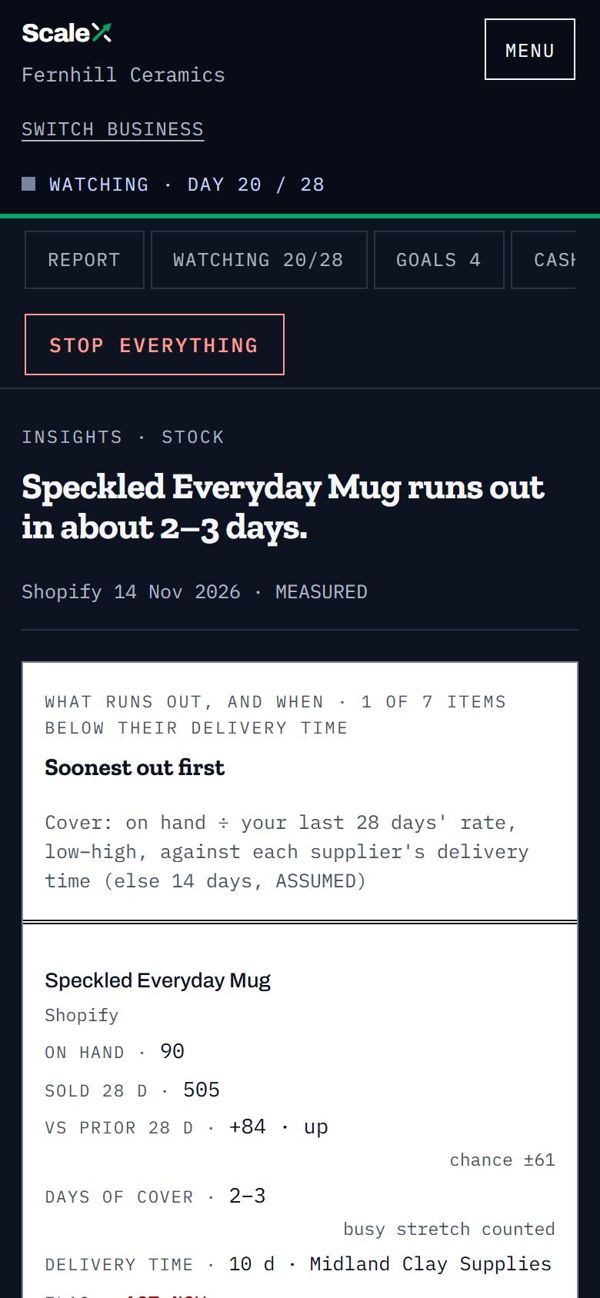 Scale
Fernhill Ceramics
MENU
SWITCH BUSINESS
WATCHING · DAY 20 / 28
REPORT
WATCHING 20/28
GOALS 4
STOP EVERYTHING
INSIGHTS · STOCK
Speckled Everyday Mug runs out
in about 2–3 days.
Shopify 14 Nov 2026 · MEASURED
WHAT RUNS OUT, AND WHEN · 1 OF 7 ITEMS
BELOW THEIR DELIVERY TIME
Soonest out first
Cover: on hand ÷ your last 28 days' rate,
low–high, against each supplier's delivery
time (else 14 days, ASSUMED)
Speckled Everyday Mug
Shopify
ON HAND · 90
SOLD 28 D · 505
VS PRIOR 28 D · +84 · up
chance ±61
DAYS OF COVER · 2–3
busy stretch counted
DELIVERY TIME · 10 d · Midland Clay Supplies